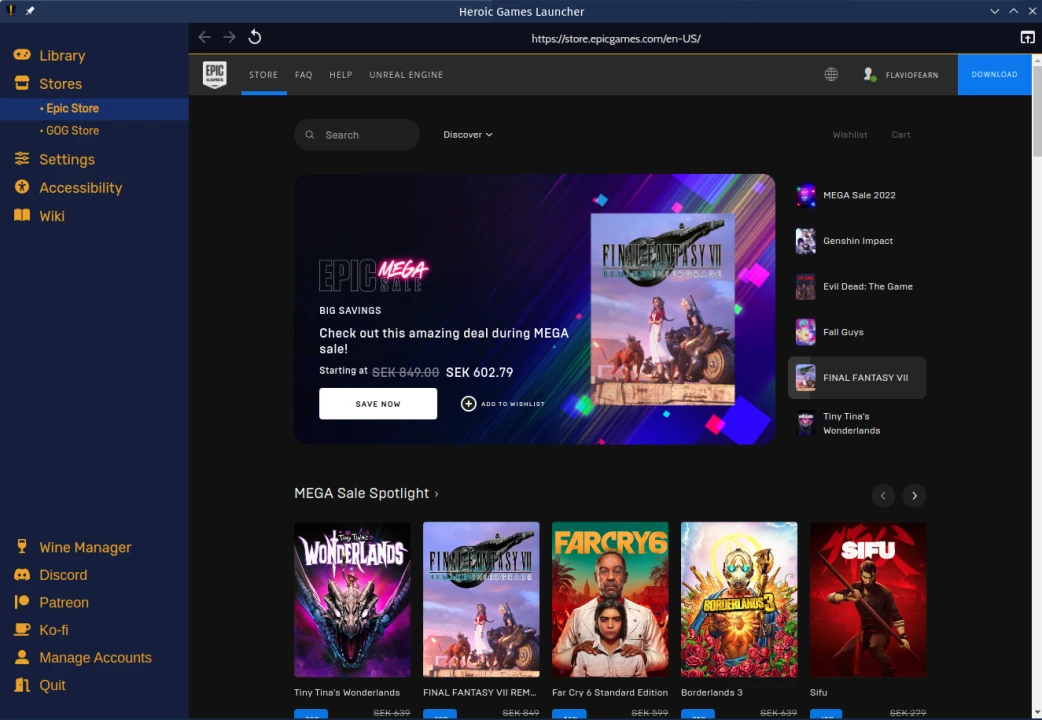 Heroic Games Launcher
https://store.epicgames.com/en-US/
Library
Stores
• Epic Store
• GOG Store
Settings
Accessibility
Wiki
Wine Manager
Discord
Patreon
Ko-fi
Manage Accounts
Quit
EPIC
GAMES
STORE
FAQ
HELP
UNREAL ENGINE
FLAVIOFEARN
DOWNLOAD
Search
Discover
Wishlist
Cart
EPIC MEGA
SALE
BIG SAVINGS
Check out this amazing deal during MEGA
sale!
Starting at SEK 849.00 SEK 602.79
SAVE NOW
ADD TO WISHLIST
FINAL FANTASY VII
REMAKE INTERGRADE
MEGA Sale 2022
Genshin Impact
Evil Dead: The Game
Fall Guys
FINAL FANTASY VII
Tiny Tina's
Wonderlands
MEGA Sale Spotlight ›
TINY TINA'S
WONDERLANDS
FINAL FANTASY VII
REMAKE INTERGRADE
FARCRY6
BORDERLANDS 3
SIFU
Tiny Tina's Wonderlands
FINAL FANTASY VII REM...
Far Cry 6 Standard Edition
Borderlands 3
Sifu
SEK 639
SEK 849
SEK 599
SEK 639
SEK 279